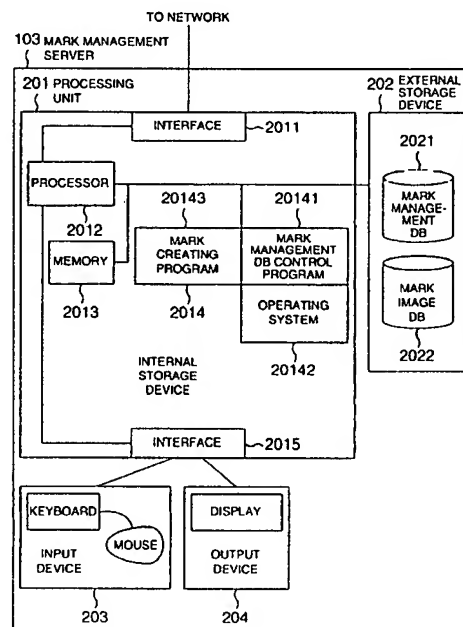 TO NETWORK
103 MARK MANAGEMENT
SERVER
201 PROCESSING
UNIT
202 EXTERNAL
STORAGE
DEVICE
INTERFACE
2011
2021
PROCESSOR
2012
20143
20141
MARK
MANAGE-
MENT
DB
MEMORY
2013
MARK
CREATING
PROGRAM
MARK
MANAGEMENT
DB CONTROL
PROGRAM
2014
OPERATING
SYSTEM
MARK
IMAGE
DB
20142
2022
INTERNAL
STORAGE
DEVICE
INTERFACE
2015
KEYBOARD
MOUSE
INPUT
DEVICE
DISPLAY
OUTPUT
DEVICE
203
204